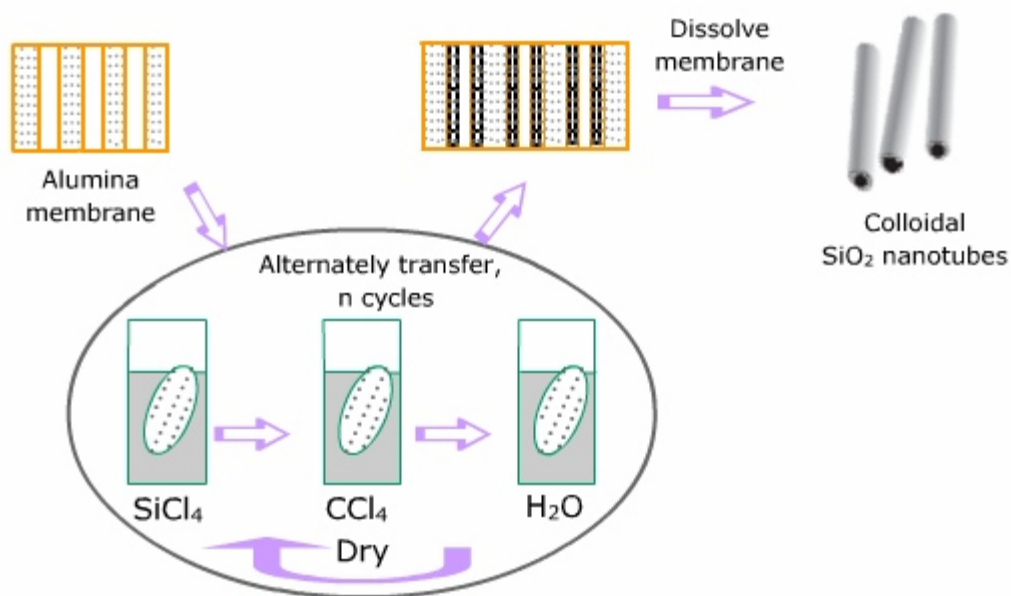 Alumina
membrane
Dissolve
membrane
Colloidal
SiO₂ nanotubes
Alternately transfer,
n cycles
SiCl₄
CCl₄
H₂O
Dry